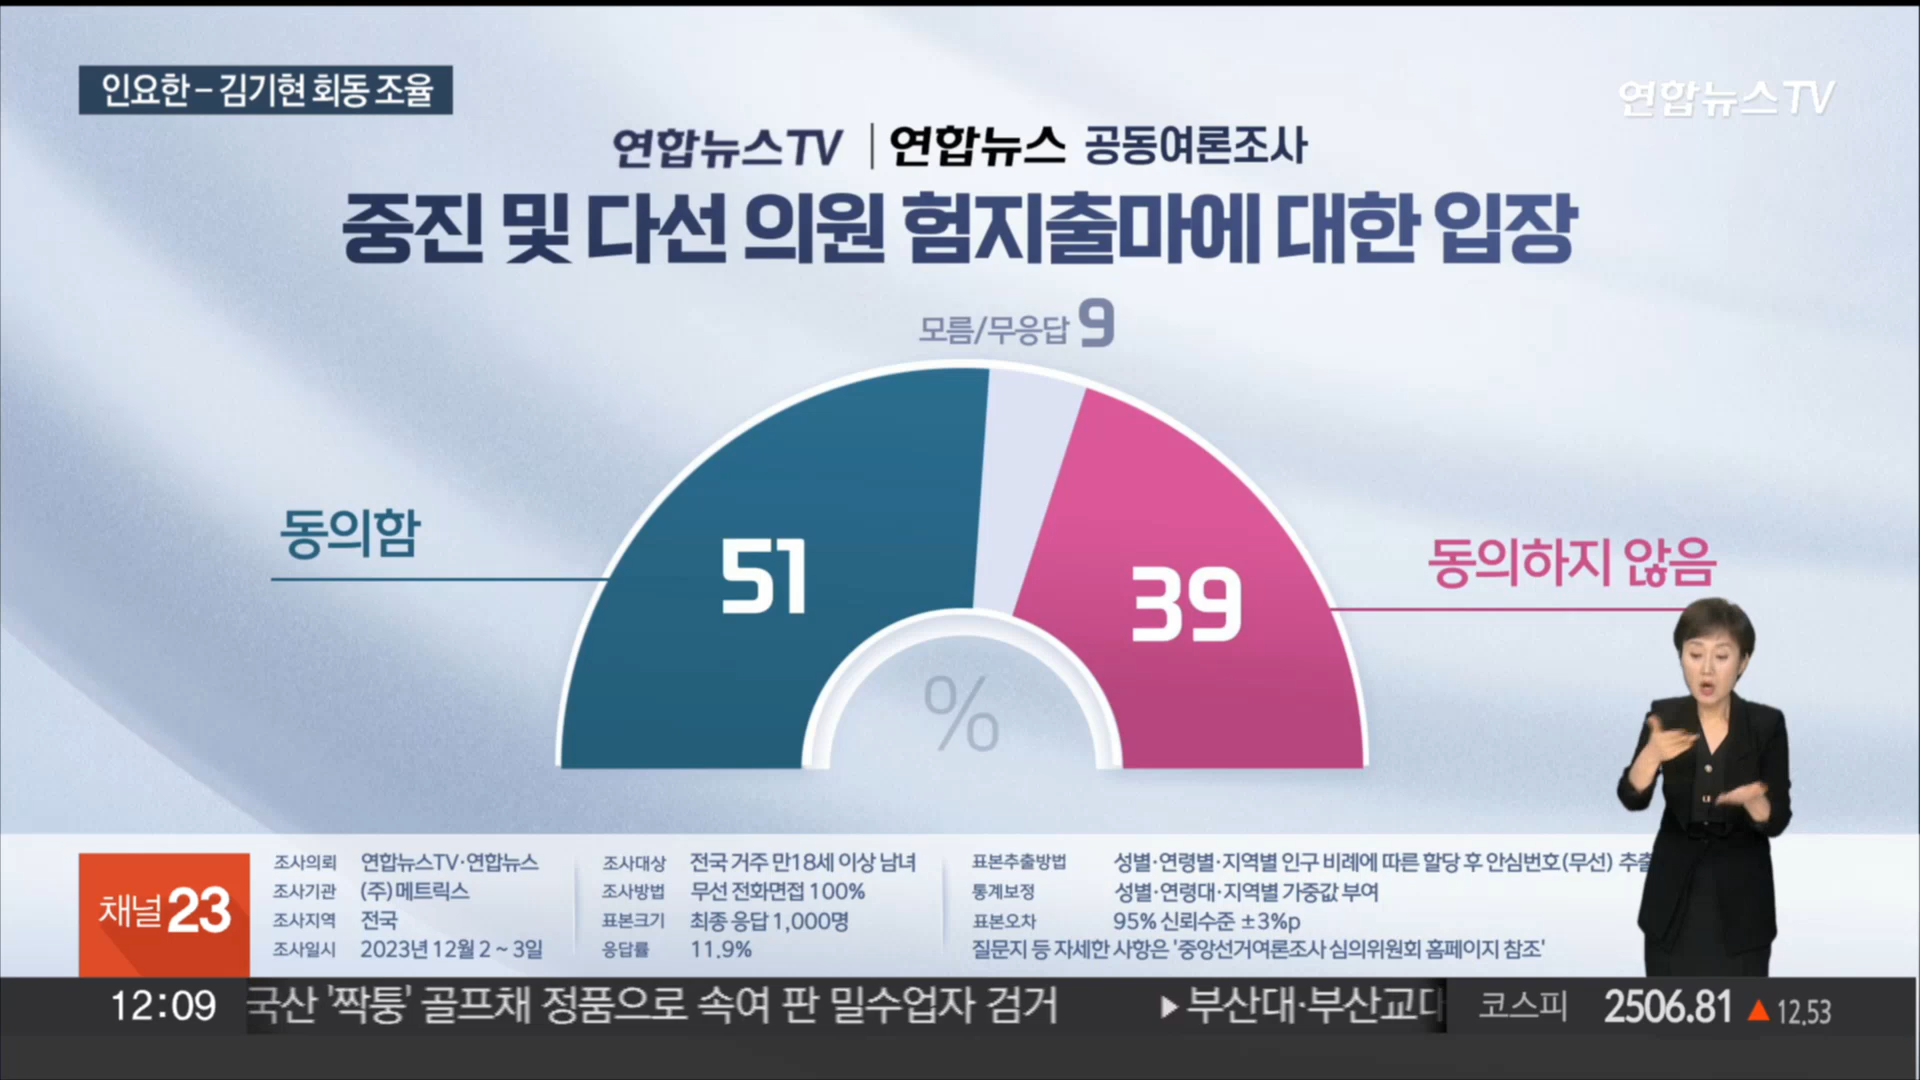 인요한 – 김기현 회동 조율
연합뉴스TV
연합뉴스TV | 연합뉴스 공동여론조사
중진 및 다선 의원 험지출마에 대한 입장
모름/무응답 9
동의함
51
39
동의하지 않음
%
채널 23
조사의뢰 연합뉴스TV·연합뉴스
조사기관 (주)메트릭스
조사지역 전국
조사일시 2023년 12월 2 ~ 3일
조사대상 전국 거주 만18세 이상 남녀
조사방법 무선 전화면접 100%
표본크기 최종 응답 1,000명
응답률 11.9%
표본추출방법 성별·연령별·지역별 인구 비례에 따른 할당 후 안심번호(무선) 추출
통계보정 성별·연령대·지역별 가중값 부여
표본오차 95% 신뢰수준 ±3%p
질문지 등 자세한 사항은 '중앙선거여론조사 심의위원회 홈페이지 참조'
12:09 국산 '짝퉁' 골프채 정품으로 속여 판 밀수업자 검거 ▶부산대·부산교대 코스피 2506.81 ▲ 12.53